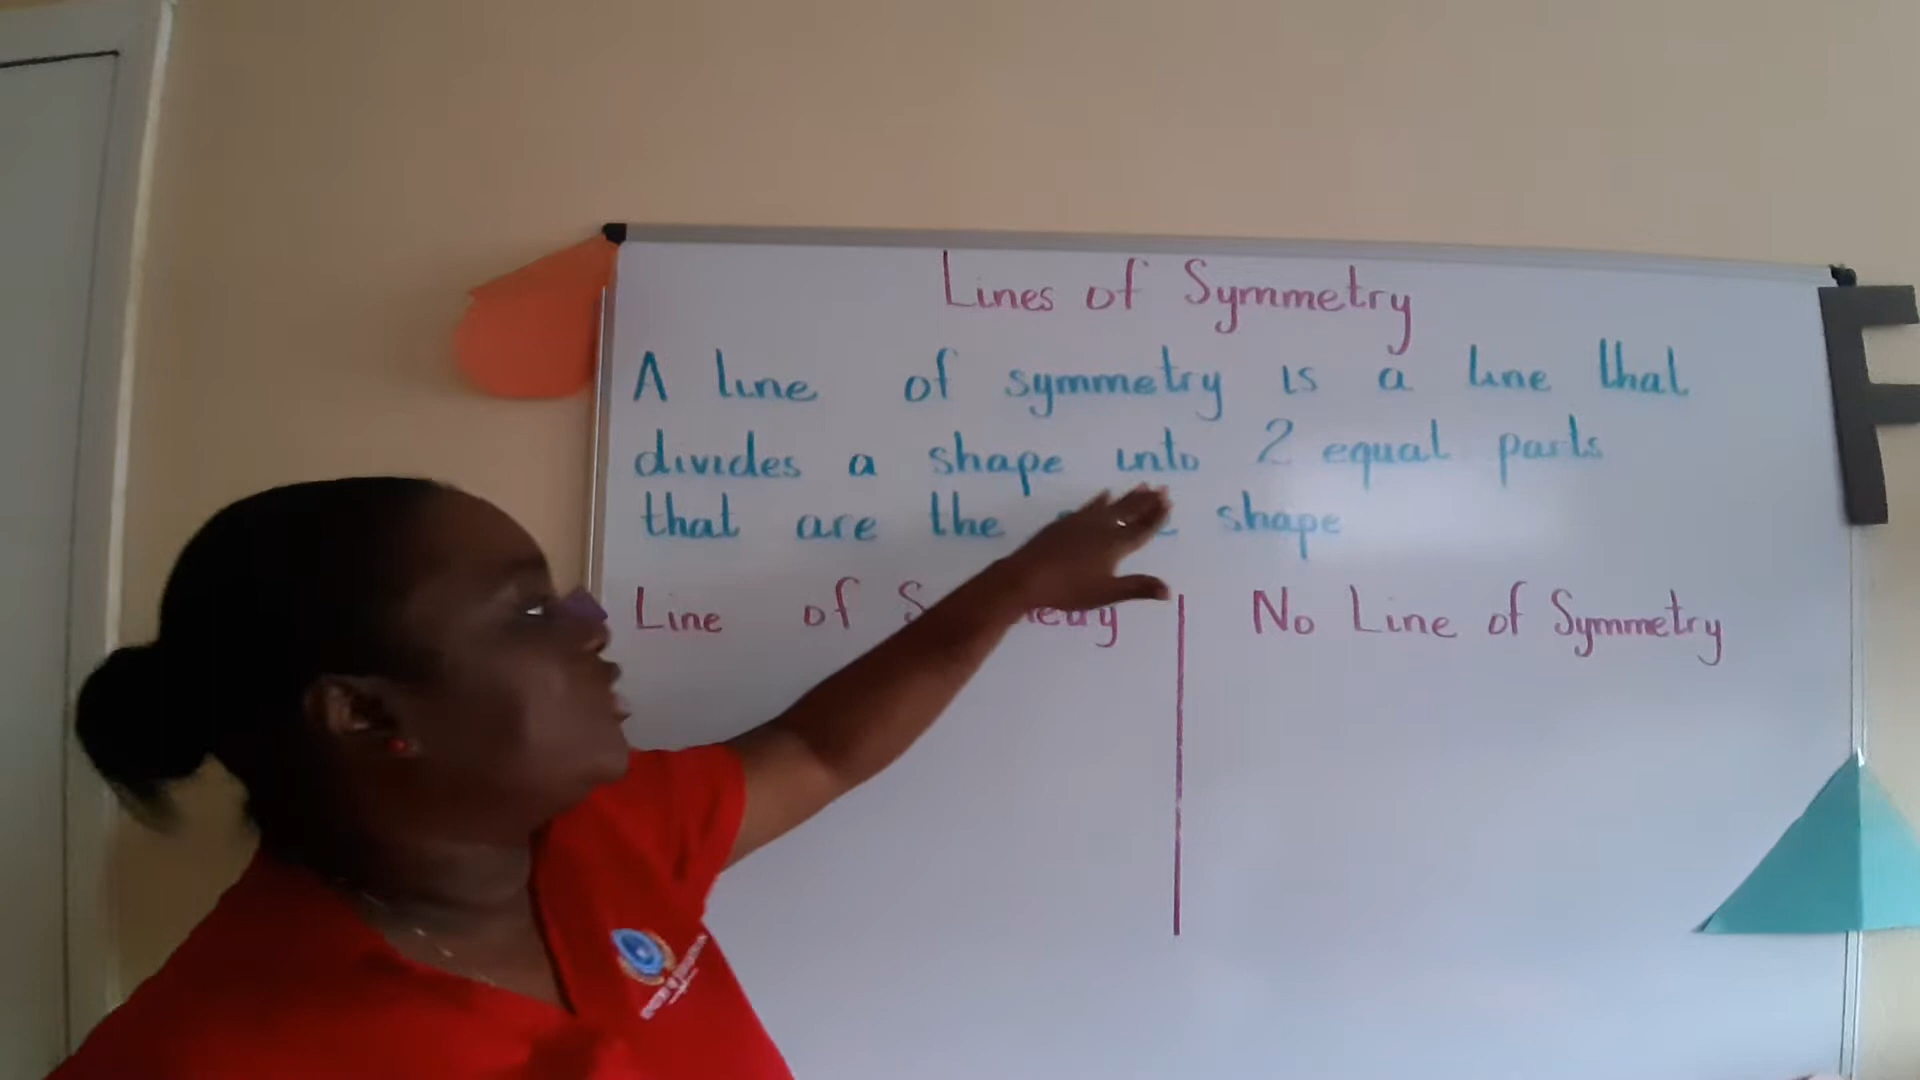 Lines of Symmetry
A line of symmetry is a line that
divides a shape into 2 equal parts
that are the shape
Line of
No Line of Symmetry